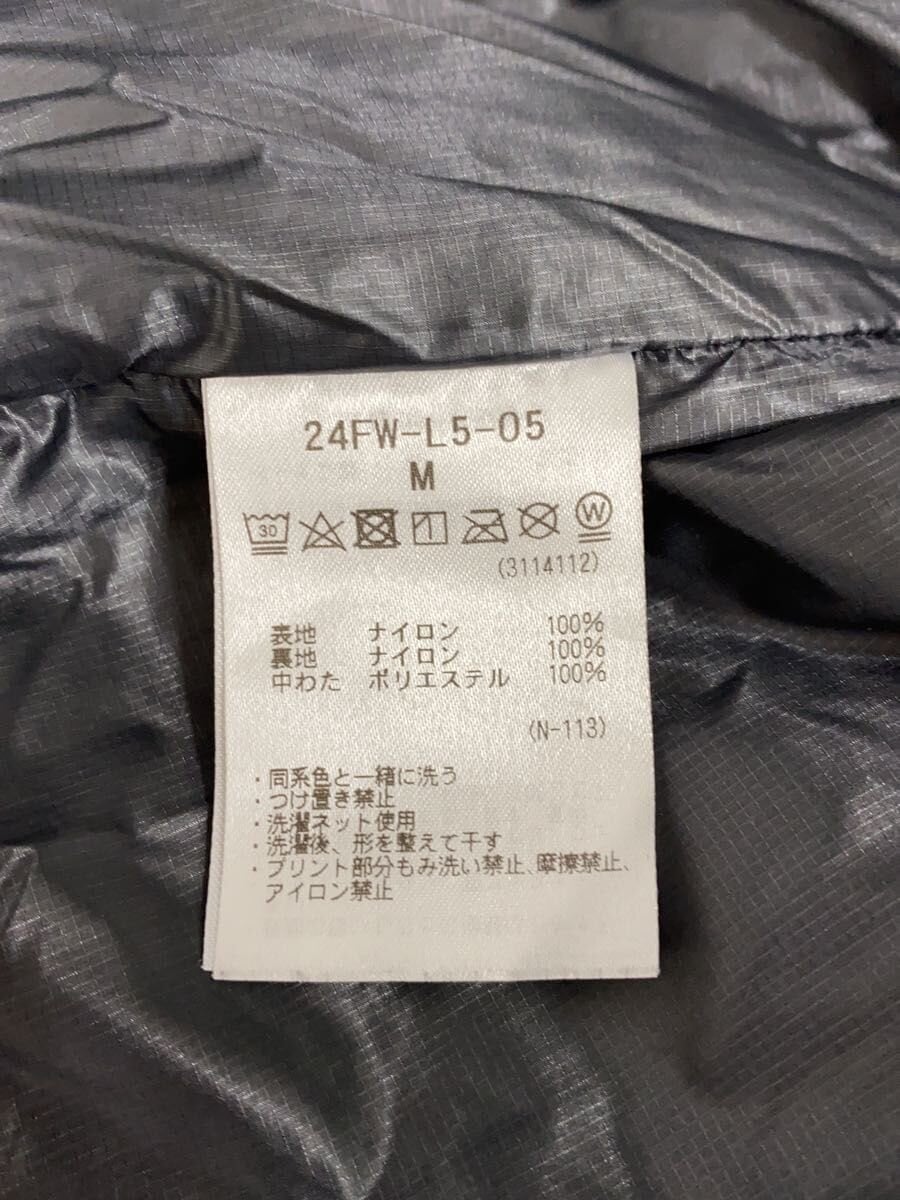 24FW-L5-05
M
30 W
(3114112)
表地 ナイロン 100%
裏地 ナイロン 100%
中わた ポリエステル 100%
(N-113)
・同系色と一緒に洗う
・つけ置き禁止
・洗濯ネット使用
・洗濯後、形を整えて干す
・プリント部分もみ洗い禁止、摩擦禁止、
アイロン禁止